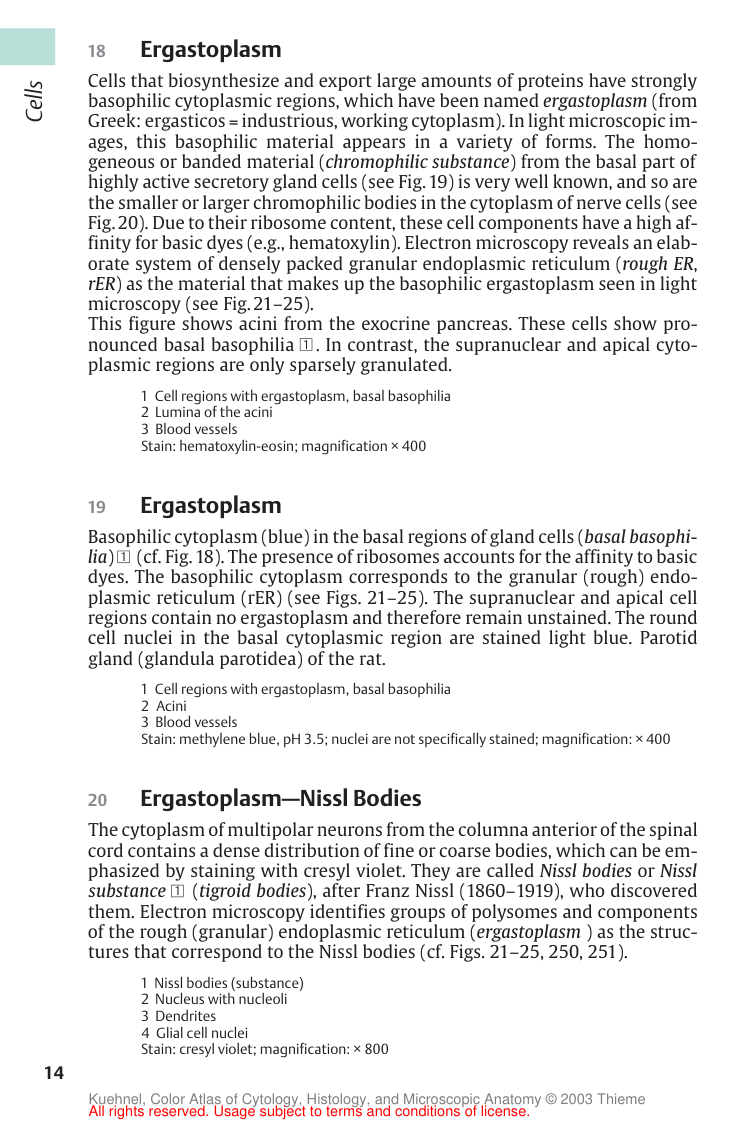 Cells
18 Ergastoplasm
Cells that biosynthesize and export large amounts of proteins have strongly
basophilic cytoplasmic regions, which have been named ergastoplasm (from
Greek: ergasticos = industrious, working cytoplasm). In light microscopic im-
ages, this basophilic material appears in a variety of forms. The homo-
geneous or banded material (chromophilic substance) from the basal part of
highly active secretory gland cells (see Fig. 19) is very well known, and so are
the smaller or larger chromophilic bodies in the cytoplasm of nerve cells (see
Fig. 20). Due to their ribosome content, these cell components have a high af-
finity for basic dyes (e.g., hematoxylin). Electron microscopy reveals an elab-
orate system of densely packed granular endoplasmic reticulum (rough ER,
rER) as the material that makes up the basophilic ergastoplasm seen in light
microscopy (see Fig. 21–25).
This figure shows acini from the exocrine pancreas. These cells show pro-
nounced basal basophilia 1. In contrast, the supranuclear and apical cyto-
plasmic regions are only sparsely granulated.
1 Cell regions with ergastoplasm, basal basophilia
2 Lumina of the acini
3 Blood vessels
Stain: hematoxylin-eosin; magnification × 400
19 Ergastoplasm
Basophilic cytoplasm (blue) in the basal regions of gland cells (basal basophi-
lia) 1 (cf. Fig. 18). The presence of ribosomes accounts for the affinity to basic
dyes. The basophilic cytoplasm corresponds to the granular (rough) endo-
plasmic reticulum (rER) (see Figs. 21–25). The supranuclear and apical cell
regions contain no ergastoplasm and therefore remain unstained. The round
cell nuclei in the basal cytoplasmic region are stained light blue. Parotid
gland (glandula parotidea) of the rat.
1 Cell regions with ergastoplasm, basal basophilia
2 Acini
3 Blood vessels
Stain: methylene blue, pH 3.5; nuclei are not specifically stained; magnification: × 400
20 Ergastoplasm—Nissl Bodies
The cytoplasm of multipolar neurons from the columna anterior of the spinal
cord contains a dense distribution of fine or coarse bodies, which can be em-
phasized by staining with cresyl violet. They are called Nissl bodies or Nissl
substance 1 (tigroid bodies), after Franz Nissl (1860–1919), who discovered
them. Electron microscopy identifies groups of polysomes and components
of the rough (granular) endoplasmic reticulum (ergastoplasm ) as the struc-
tures that correspond to the Nissl bodies (cf. Figs. 21–25, 250, 251).
1 Nissl bodies (substance)
2 Nucleus with nucleoli
3 Dendrites
4 Glial cell nuclei
Stain: cresyl violet; magnification: × 800
14
Kuehnel, Color Atlas of Cytology, Histology, and Microscopic Anatomy © 2003 Thieme
All rights reserved. Usage subject to terms and conditions of license.